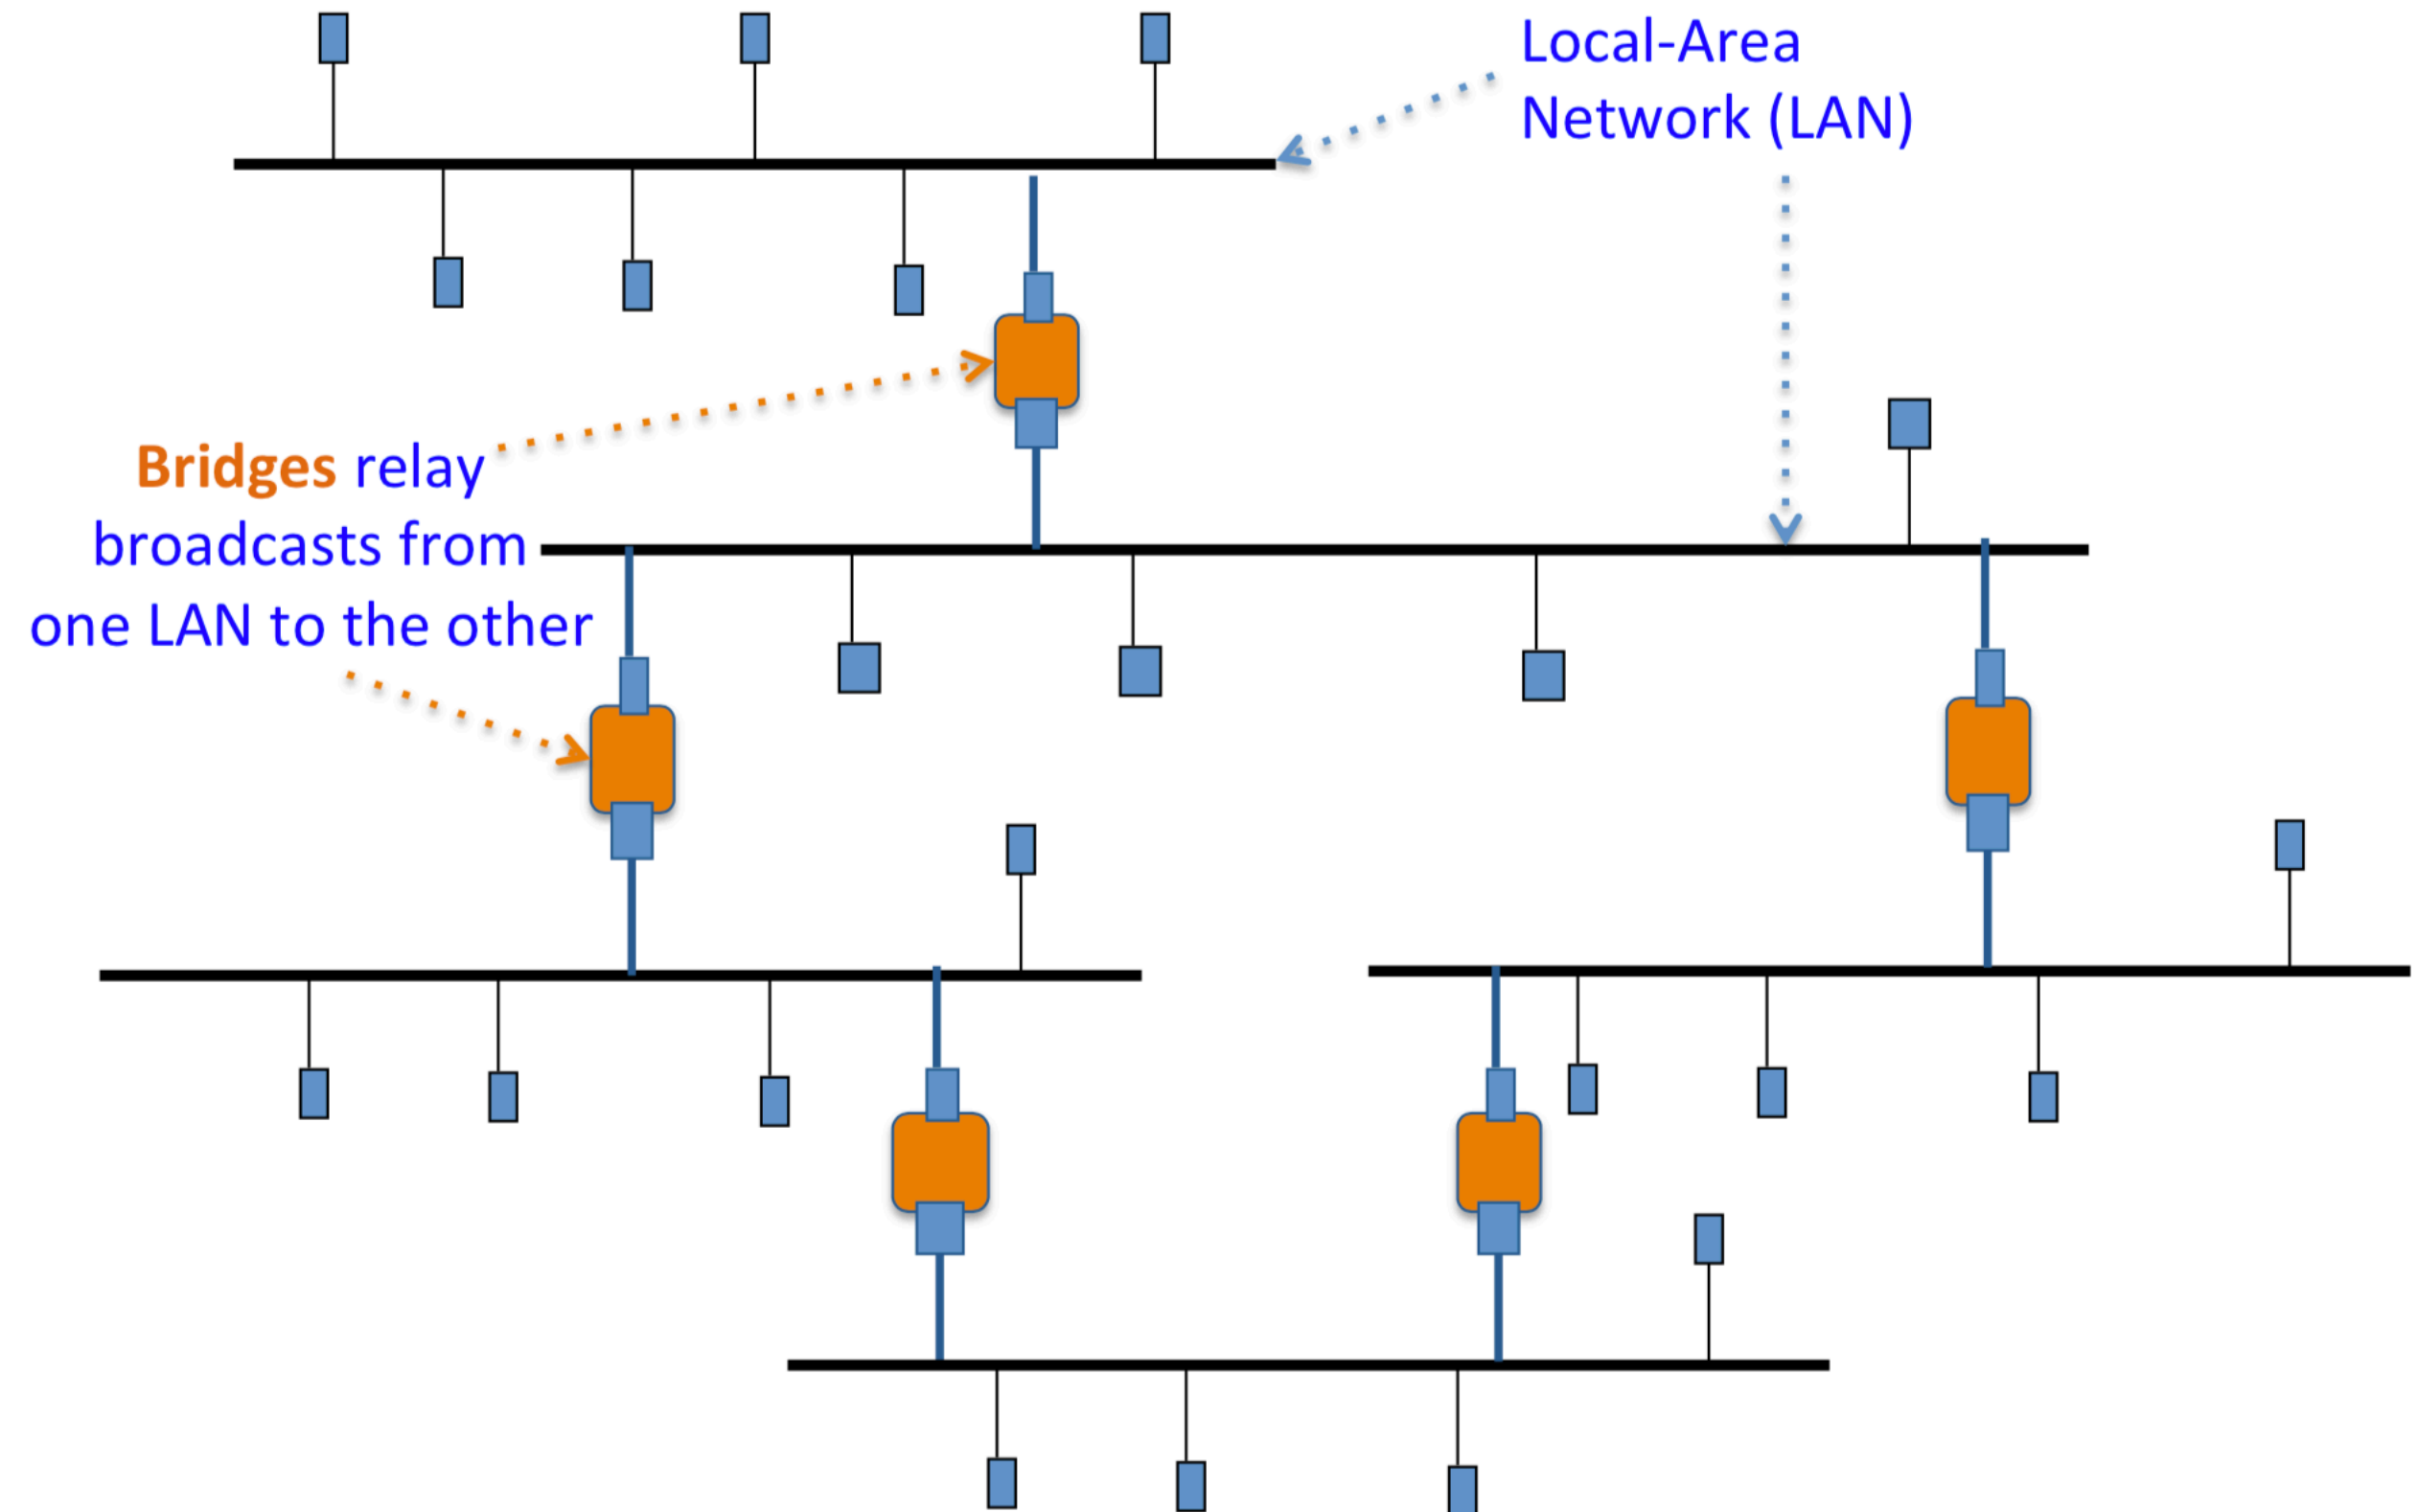 Local-Area
Network (LAN)
Bridges relay
broadcasts from
one LAN to the other